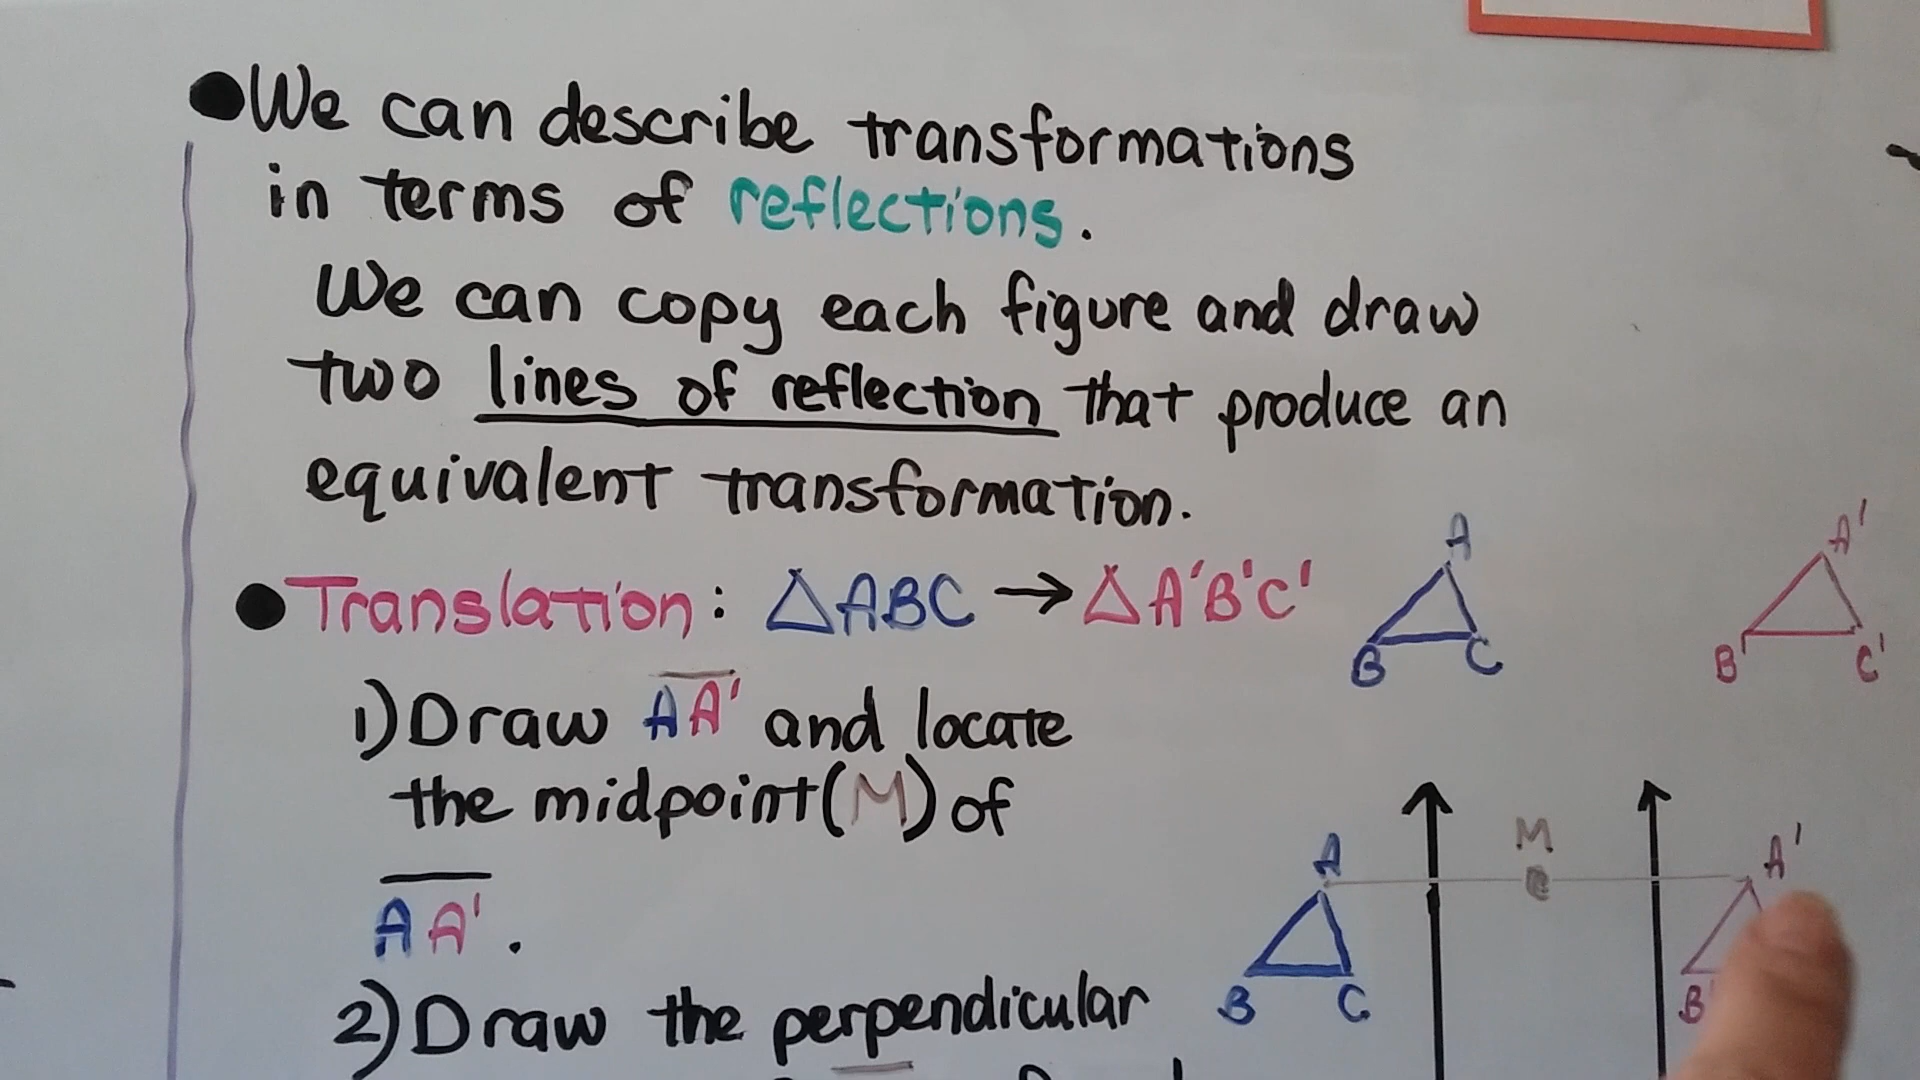 ●We can describe transformations
in terms of reflections.
We can copy each figure and draw
two lines of reflection that produce an
equivalent transformation.
●Translation: △ABC → △A'B'C'
A
B
C
A'
B'
C'
1) Draw AA' and locate
the midpoint (M) of
AA'.
2) Draw the perpendicular
A
B
C
M
A'
B'